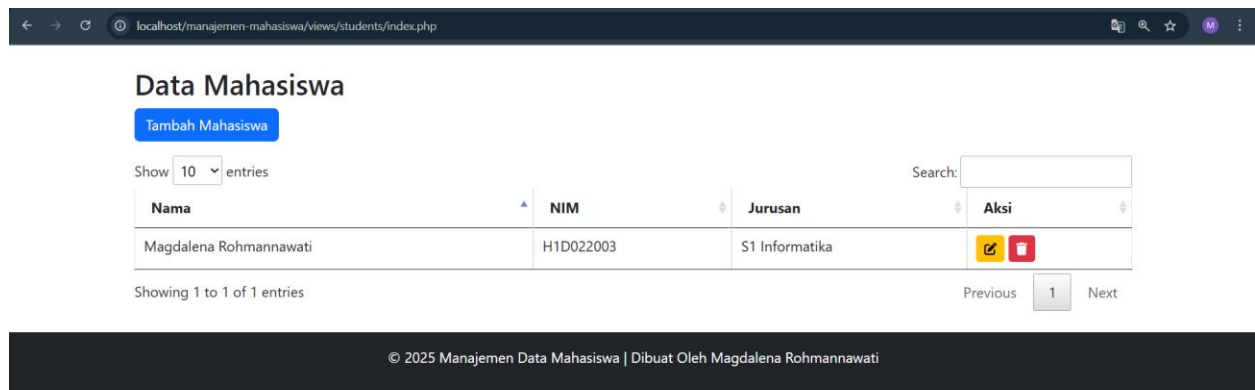 localhost/manajemen-mahasiswa/views/students/index.php
M
Data Mahasiswa
Tambah Mahasiswa
Show 10 entries Search:
Nama NIM Jurusan Aksi
Magdalena Rohmannawati H1D022003 S1 Informatika
Showing 1 to 1 of 1 entries Previous 1 Next
© 2025 Manajemen Data Mahasiswa | Dibuat Oleh Magdalena Rohmannawati